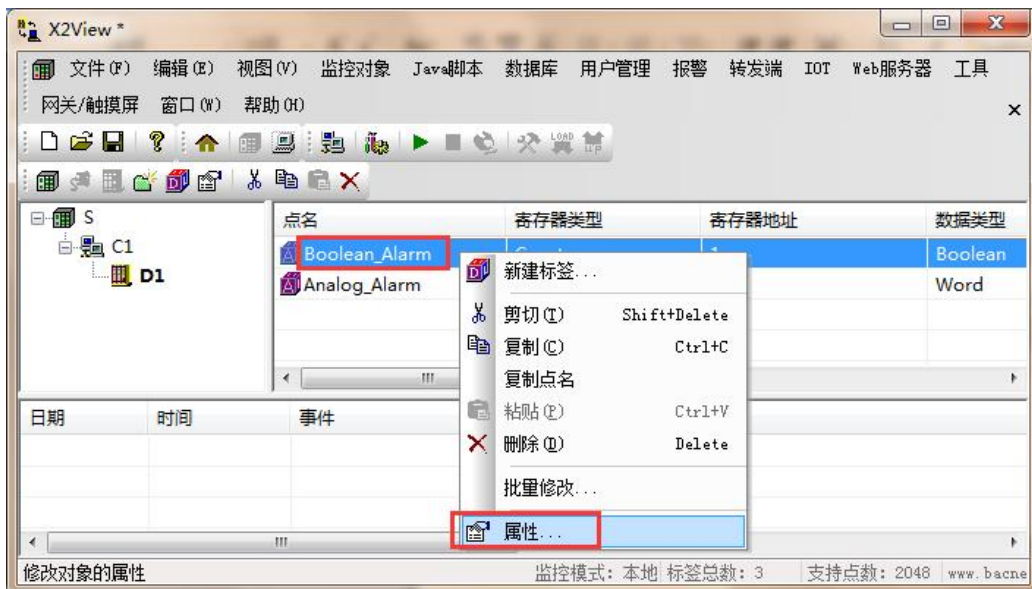 X2View *
文件(F) 编辑(E) 视图(V) 监控对象 Java脚本 数据库 用户管理 报警 转发端 IOT Web服务器 工具
网关/触摸屏 窗口(W) 帮助(H)
S
C1
D1
点名 寄存器类型 寄存器地址 数据类型
Boolean_Alarm Boolean
Analog_Alarm Word
新建标签...
剪切(T) Shift+Delete
复制(C) Ctrl+C
复制点名
粘贴(P) Ctrl+V
删除(D) Delete
批量修改...
属性...
日期 时间 事件
修改对象的属性 监控模式: 本地 标签总数: 3 支持点数: 2048 www.bacne